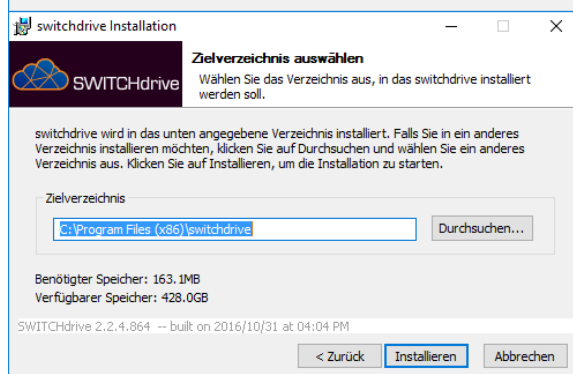 switchdrive Installation
SWITCHdrive
Zielverzeichnis auswählen
Wählen Sie das Verzeichnis aus, in das switchdrive installiert
werden soll.
switchdrive wird in das unten angegebene Verzeichnis installiert. Falls Sie in ein anderes
Verzeichnis installieren möchten, klicken Sie auf Durchsuchen und wählen Sie ein anderes
Verzeichnis aus. Klicken Sie auf Installieren, um die Installation zu starten.
Zielverzeichnis
C:\Program Files (x86)\switchdrive
Durchsuchen...
Benötigter Speicher: 163.1MB
Verfügbarer Speicher: 428.0GB
SWITCHdrive 2.2.4.864 -- built on 2016/10/31 at 04:04 PM
< Zurück Installieren Abbrechen